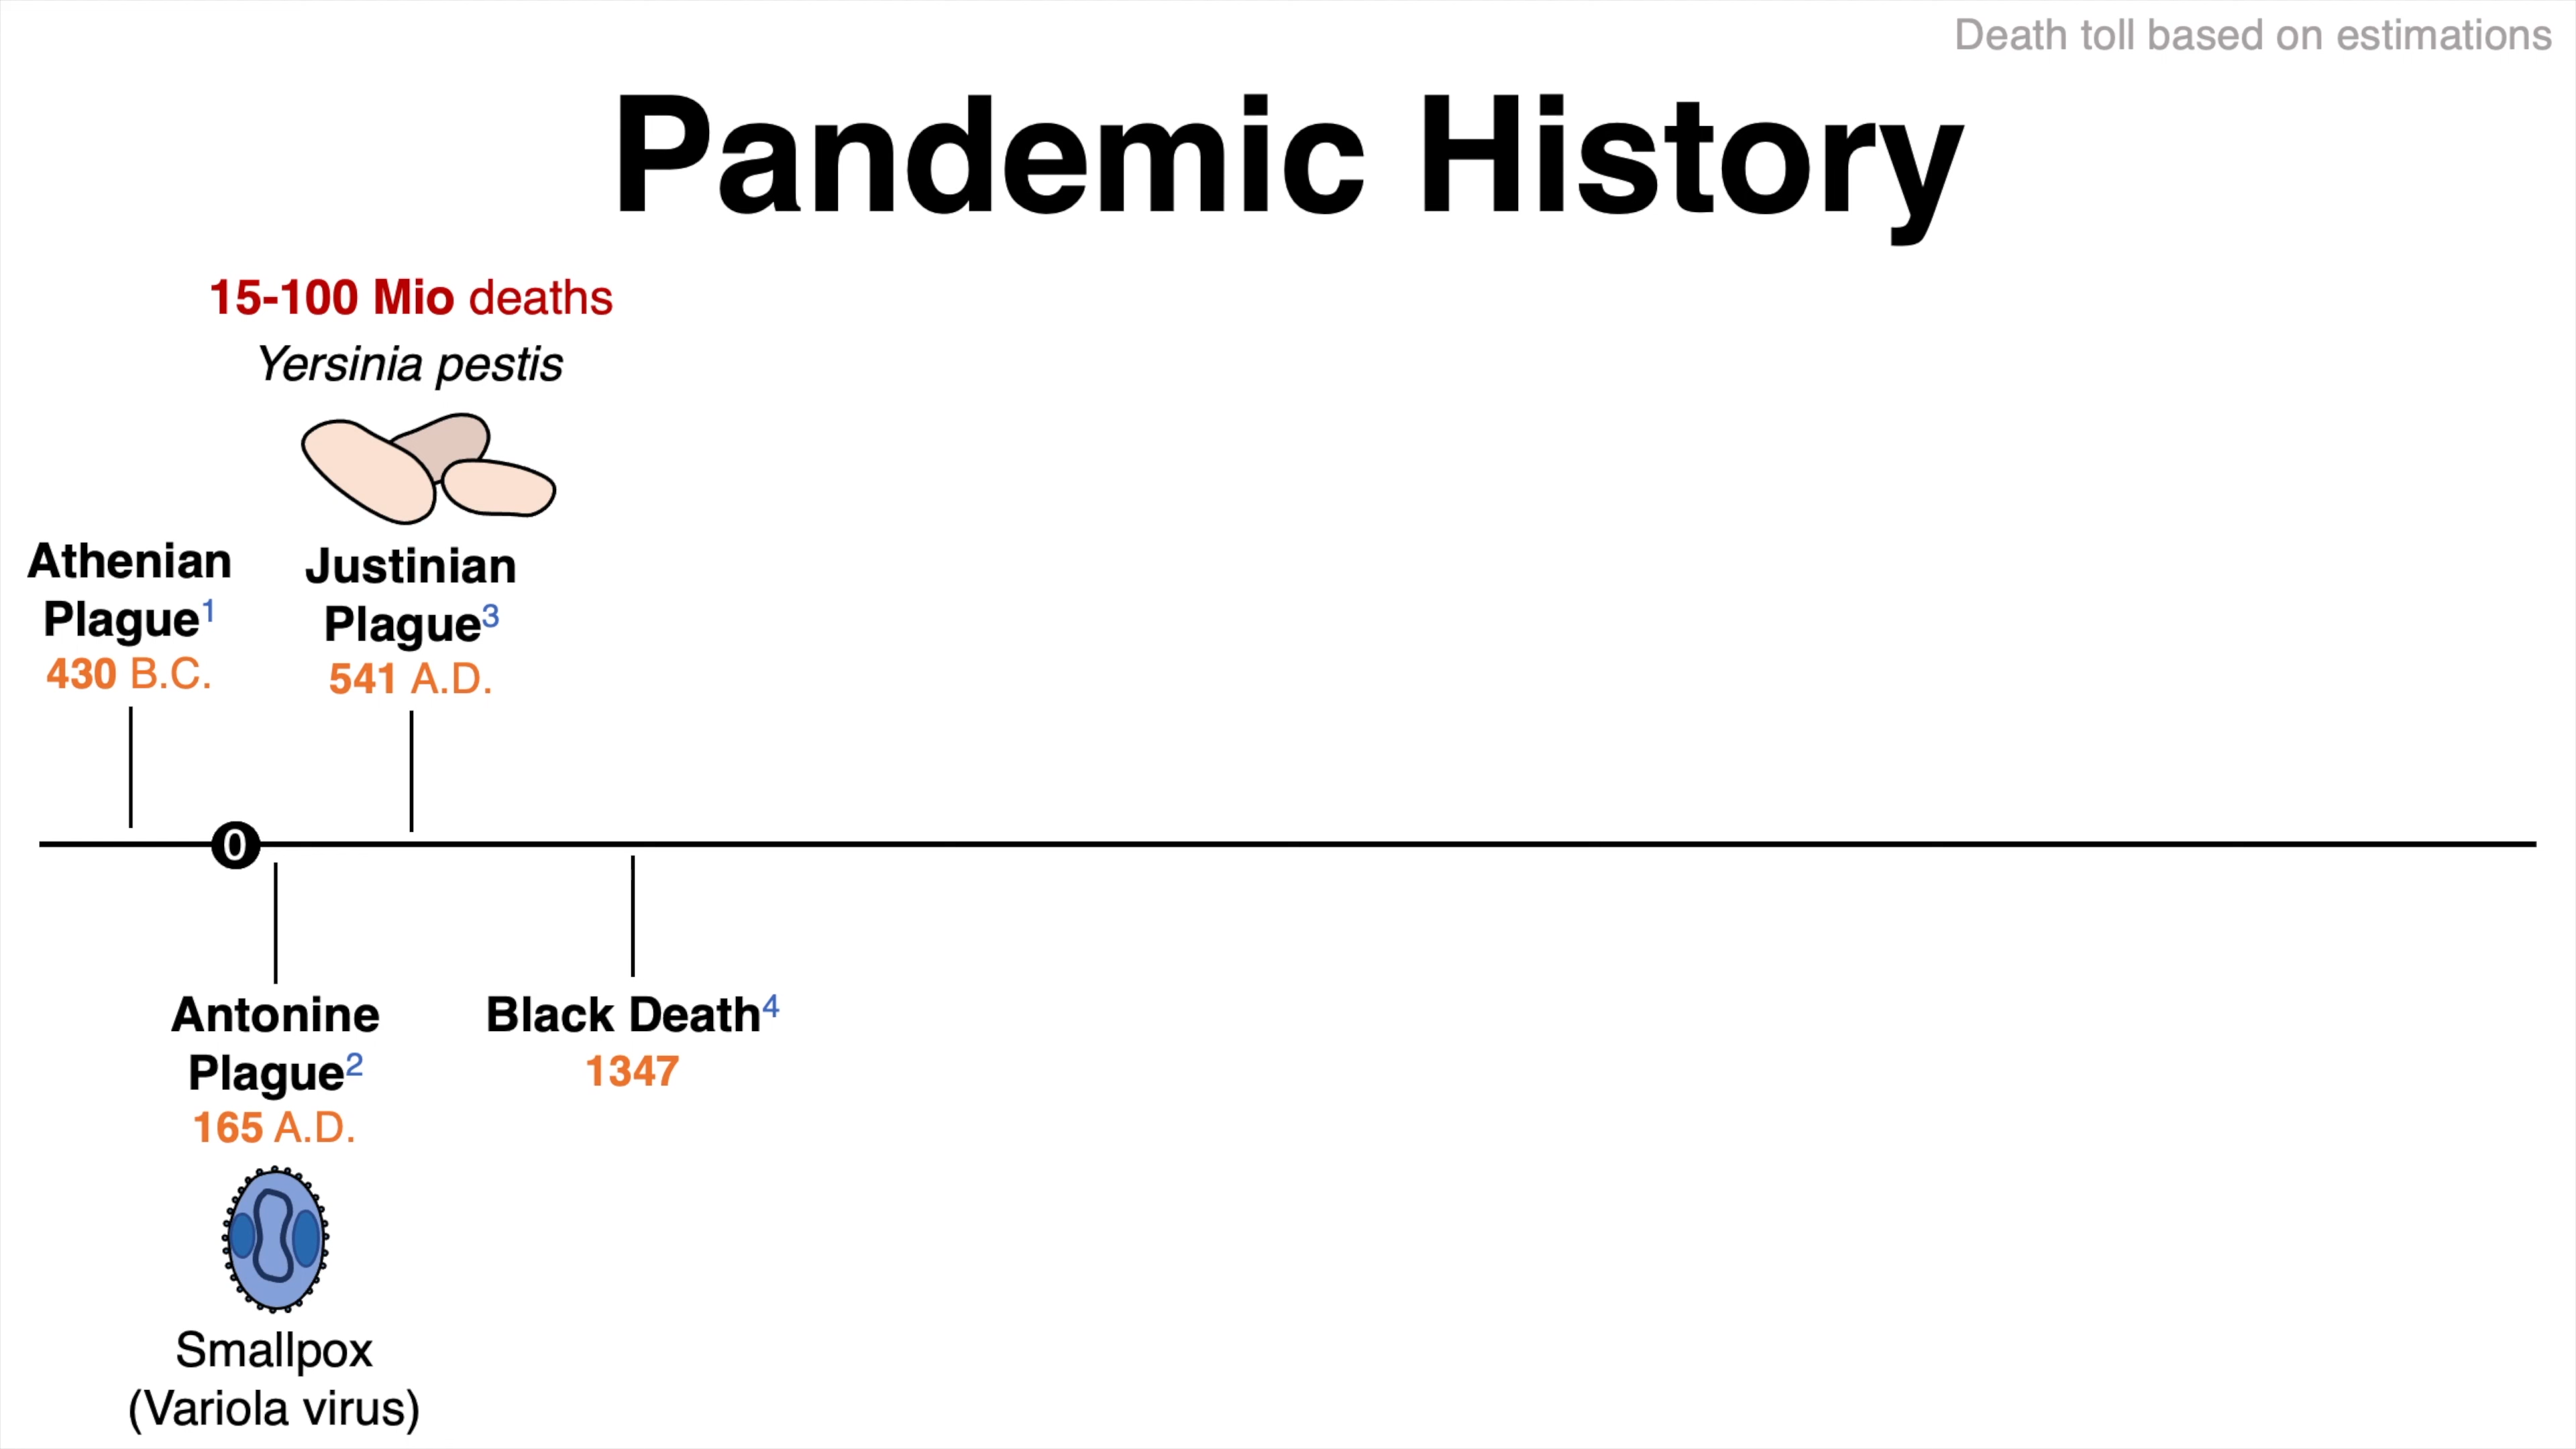 Death toll based on estimations
Pandemic History
15-100 Mio deaths
Yersinia pestis
Athenian
Plague1
430 B.C.
Justinian
Plague3
541 A.D.
0
Antonine
Plague2
165 A.D.
Smallpox
(Variola virus)
Black Death4
1347